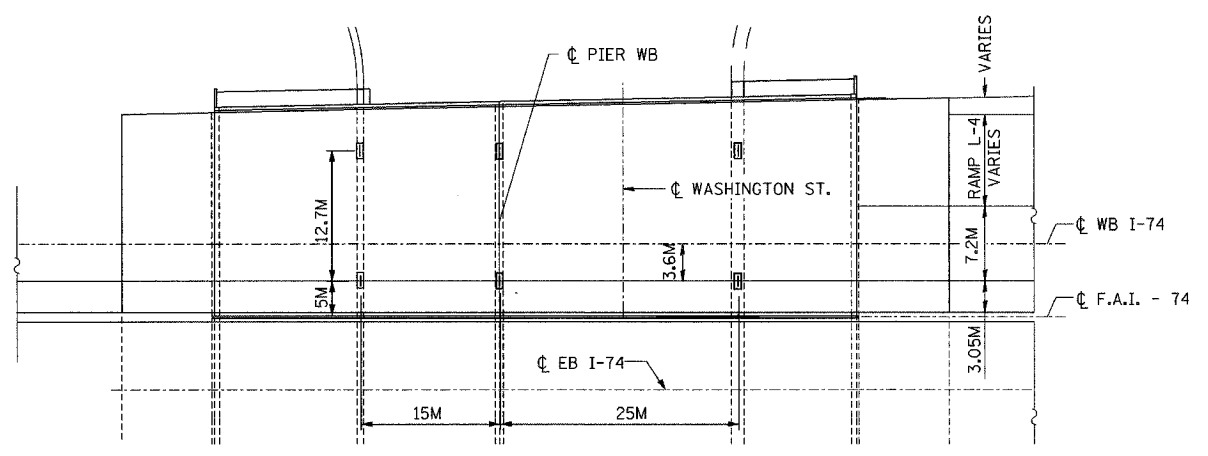 VARIES
℄ PIER WB
RAMP L-4
VARIES
℄ WASHINGTON ST.
12.7M
3.6M
7.2M
℄ WB I-74
5M
℄ F.A.I. - 74
3.05M
℄ EB I-74
15M
25M